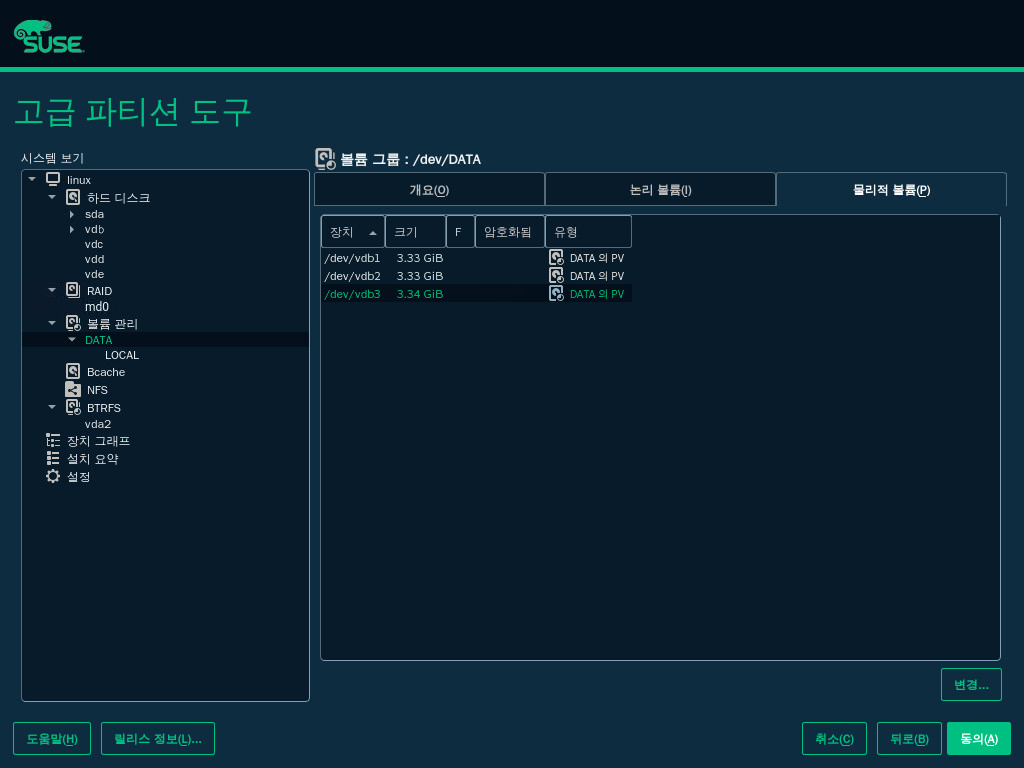 SUSE
고급 파티션 도구
시스템 보기
linux
하드 디스크
sda
vdb
vdc
vdd
vde
RAID
md0
볼륨 관리
DATA
LOCAL
Bcache
NFS
BTRFS
vda2
장치 그래프
설치 요약
설정
볼륨 그룹 : /dev/DATA
개요(O) 논리 볼륨(l) 물리적 볼륨(P)
장치 크기 F 암호화됨 유형
/dev/vdb1 3.33 GiB DATA 의 PV
/dev/vdb2 3.33 GiB DATA 의 PV
/dev/vdb3 3.34 GiB DATA 의 PV
변경...
도움말(H) 릴리스 정보(L)... 취소(C) 뒤로(B) 동의(A)